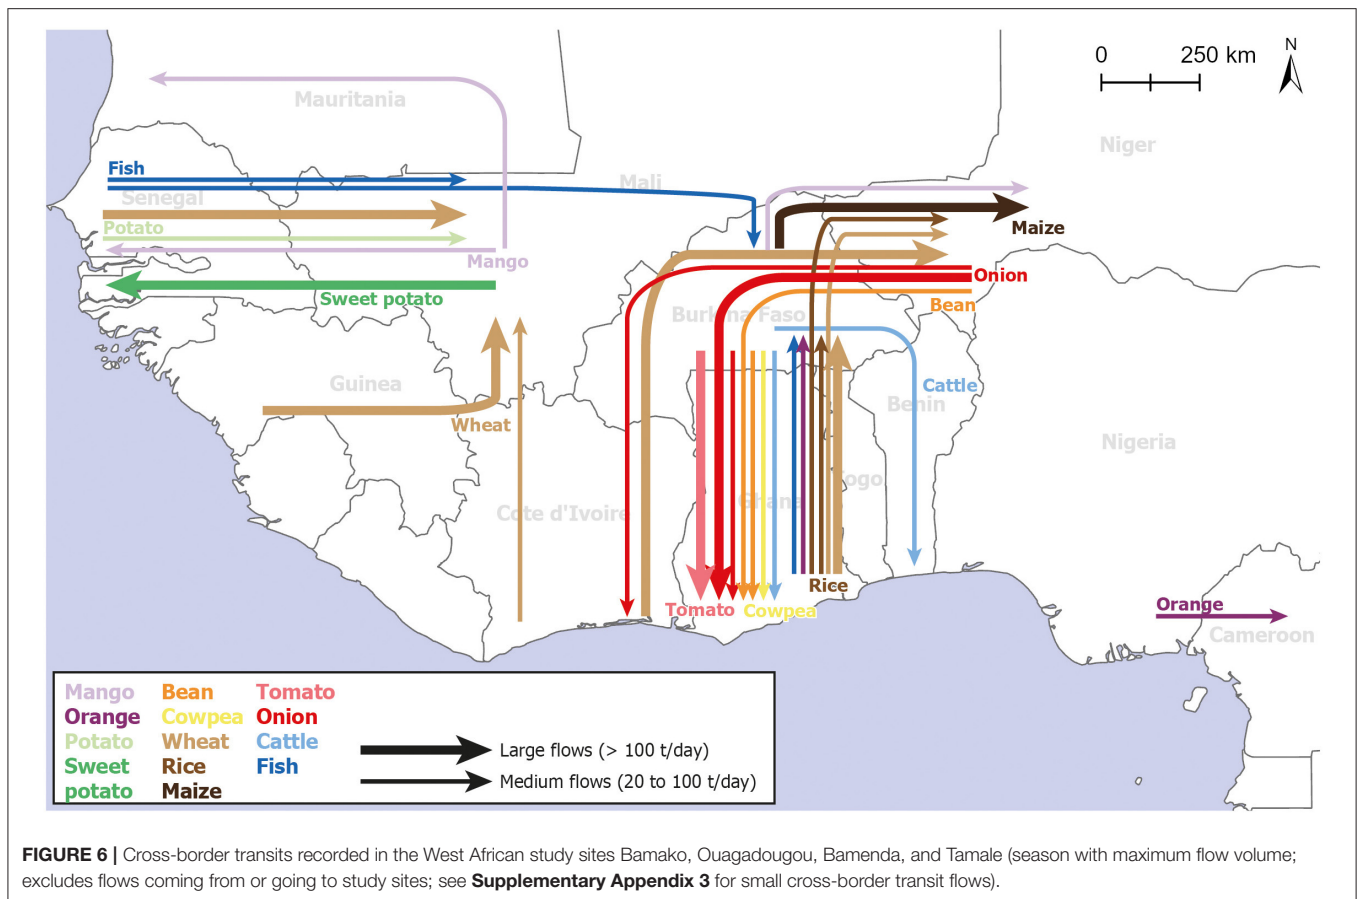 0 250 km N
Mauritania
Niger
Fish
Mali
Senegal
Potato
Maize
Mango
Onion
Sweet potato
Bean
Burkina Faso
Guinea
Cattle
Benin
Wheat
Nigeria
Togo
Ghana
Cote d'Ivoire
Rice
Tomato Cowpea
Orange
Cameroon
Mango Bean Tomato
Orange Cowpea Onion
Potato Wheat Cattle
Sweet Rice Fish
potato Maize
Large flows (> 100 t/day)
Medium flows (20 to 100 t/day)
FIGURE 6 | Cross-border transits recorded in the West African study sites Bamako, Ouagadougou, Bamenda, and Tamale (season with maximum flow volume;
excludes flows coming from or going to study sites; see Supplementary Appendix 3 for small cross-border transit flows).